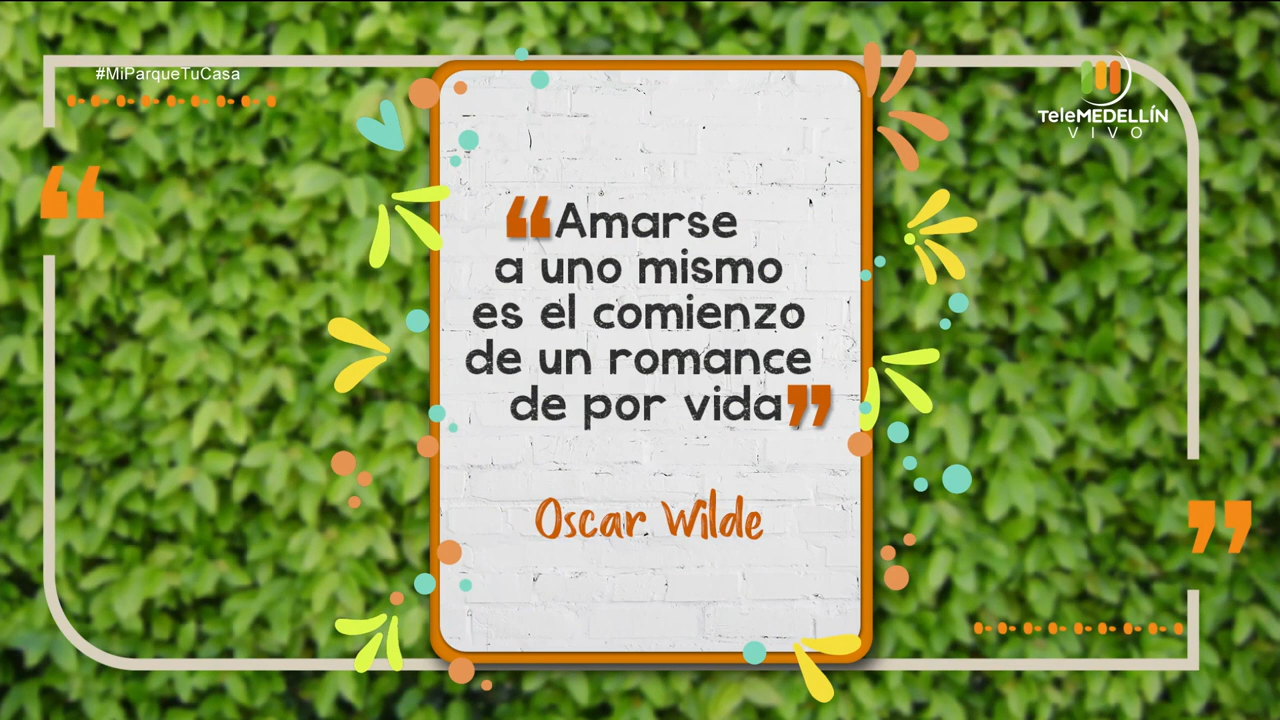 #MiParqueTuCasa
TeleMEDELLÍN
VIVO
“Amarse
a uno mismo
es el comienzo
de un romance
de por vida”
Oscar Wilde